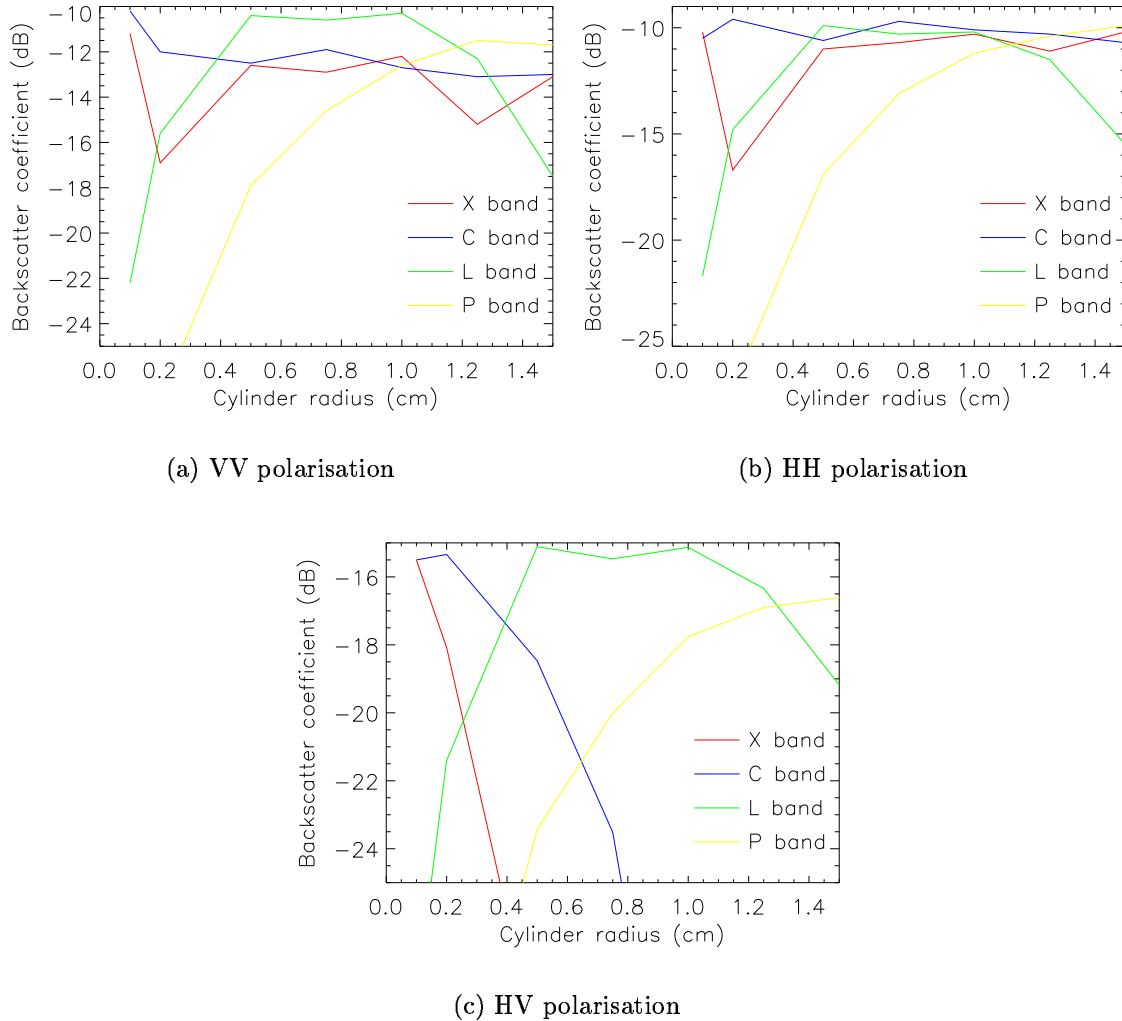 −10
−12
−14
−16
−18
−20
−22
−24
Backscatter coefficient (dB)
X band
C band
L band
P band
0.0 0.2 0.4 0.6 0.8 1.0 1.2 1.4
Cylinder radius (cm)
(a) VV polarisation
−10
−15
−20
−25
Backscatter coefficient (dB)
X band
C band
L band
P band
0.0 0.2 0.4 0.6 0.8 1.0 1.2 1.4
Cylinder radius (cm)
(b) HH polarisation
−16
−18
−20
−22
−24
Backscatter coefficient (dB)
X band
C band
L band
P band
0.0 0.2 0.4 0.6 0.8 1.0 1.2 1.4
Cylinder radius (cm)
(c) HV polarisation